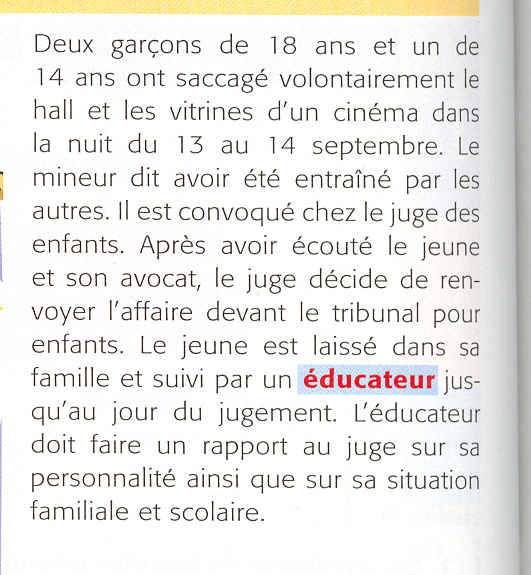 Deux garçons de 18 ans et un de
14 ans ont saccagé volontairement le
hall et les vitrines d'un cinéma dans
la nuit du 13 au 14 septembre. Le
mineur dit avoir été entraîné par les
autres. Il est convoqué chez le juge des
enfants. Après avoir écouté le jeune
et son avocat, le juge décide de ren-
voyer l'affaire devant le tribunal pour
enfants. Le jeune est laissé dans sa
famille et suivi par un éducateur jus-
qu'au jour du jugement. L'éducateur
doit faire un rapport au juge sur sa
personnalité ainsi que sur sa situation
familiale et scolaire.